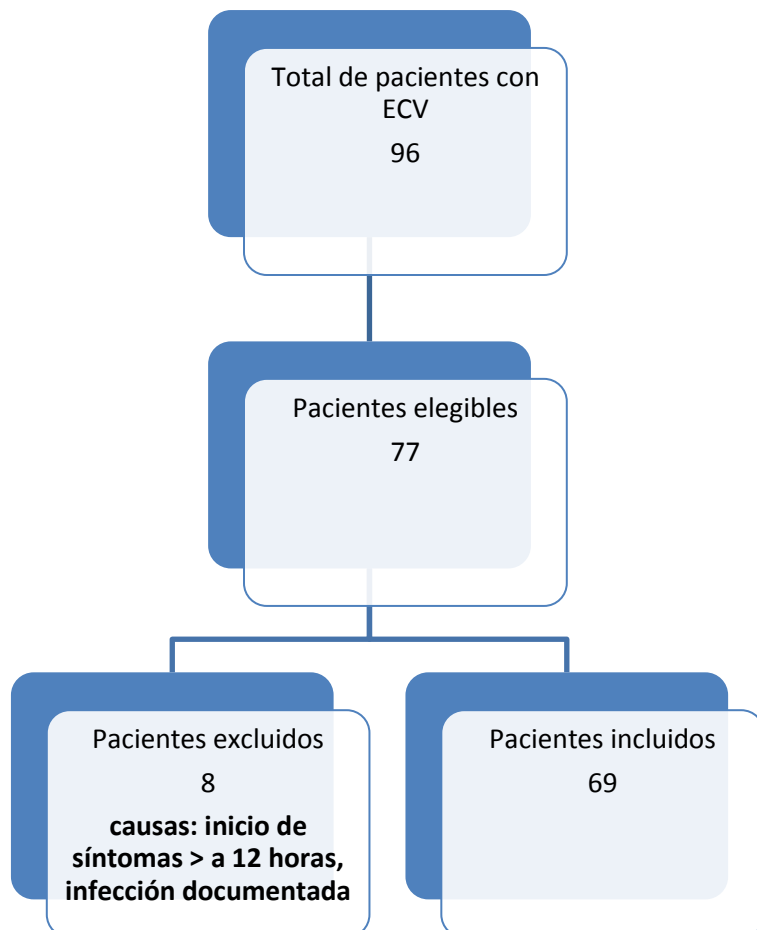 Total de pacientes con
ECV
96
Pacientes elegibles
77
Pacientes excluidos
8
causas: inicio de
síntomas > a 12 horas,
infección documentada
Pacientes incluidos
69